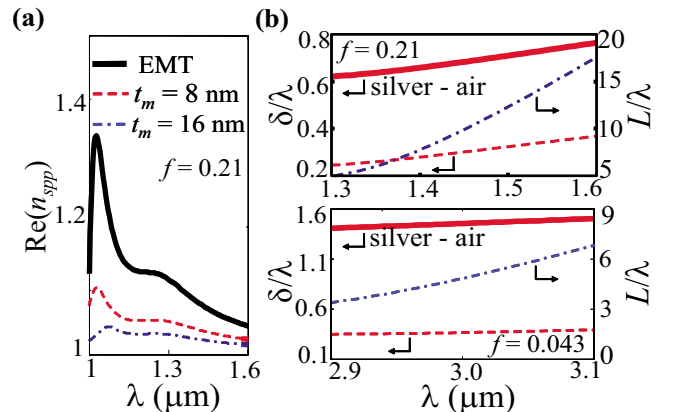 (a)
EMT
t_m = 8 nm
t_m = 16 nm
f = 0.21
Re(n_spp)
1.4
1.2
1
1 1.3 1.6
λ (μm)
(b)
f = 0.21
silver - air
δ/λ
0.8
0.6
0.4
0.2
L/λ
20
15
10
5
1.3 1.4 1.5 1.6
silver - air
f = 0.043
δ/λ
1.6
1.1
0.6
0.1
L/λ
9
6
3
0
2.9 3.0 3.1
λ (μm)